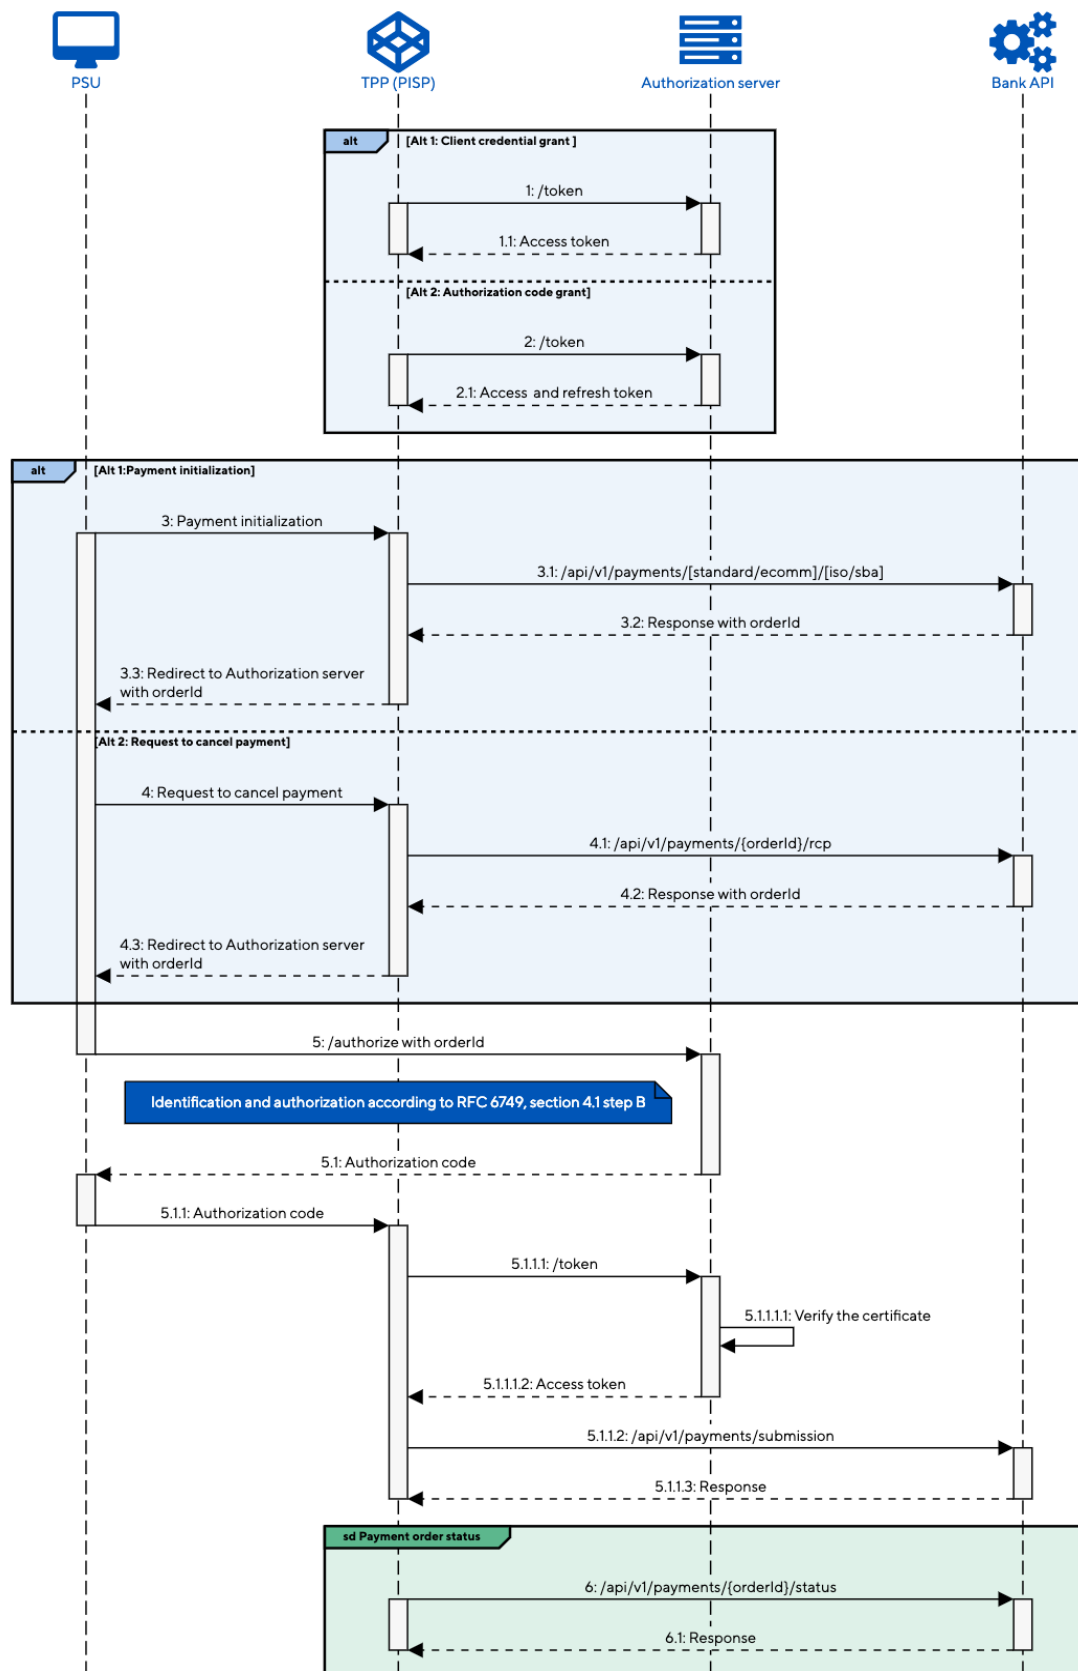 PSU
TPP (PISP)
Authorization server
Bank API
alt
[Alt 1: Client credential grant ]
1: /token
1.1: Access token
[Alt 2: Authorization code grant]
2: /token
2.1: Access and refresh token
alt
[Alt 1:Payment initialization]
3: Payment initialization
3.1: /api/v1/payments/[standard/ecomm]/[iso/sba]
3.2: Response with orderId
3.3: Redirect to Authorization server
with orderId
[Alt 2: Request to cancel payment]
4: Request to cancel payment
4.1: /api/v1/payments/{orderId}/rcp
4.2: Response with orderId
4.3: Redirect to Authorization server
with orderId
5: /authorize with orderId
Identification and authorization according to RFC 6749, section 4.1 step B
5.1: Authorization code
5.1.1: Authorization code
5.1.1.1: /token
5.1.1.1.1: Verify the certificate
5.1.1.1.2: Access token
5.1.1.2: /api/v1/payments/submission
5.1.1.3: Response
sd Payment order status
6: /api/v1/payments/{orderId}/status
6.1: Response